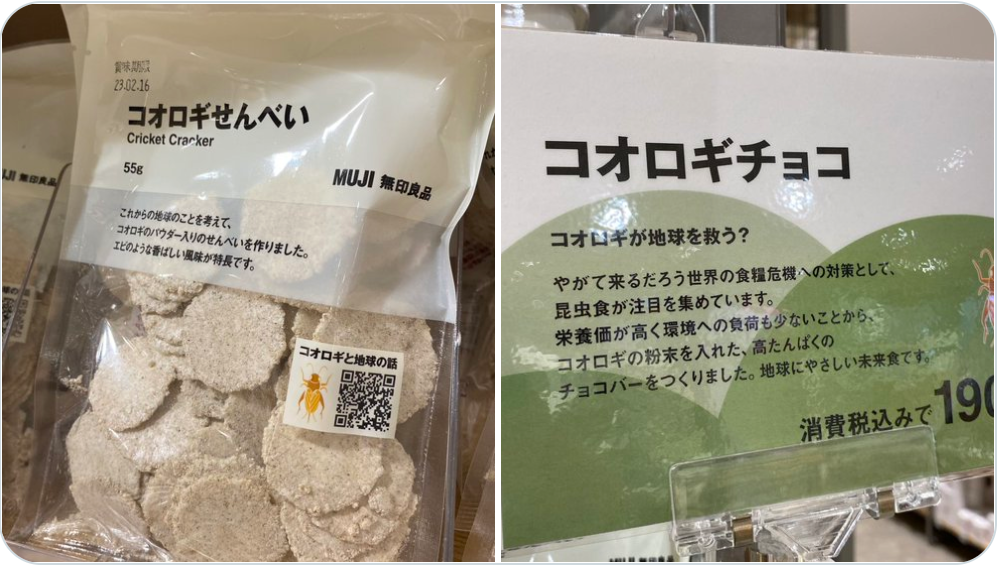 賞味期限
23.02.16
コオロギせんべい
Cricket Cracker
55g
MUJI 無印良品
これからの地球のことを考えて、
コオロギのパウダー入りのせんべいを作りました。
エビのような香ばしい風味が特長です。
コオロギと地球の話
無印良品
コオロギチョコ
コオロギが地球を救う?
やがて来るだろう世界の食糧危機への対策として、
昆虫食が注目を集めています。
栄養価が高く環境への負荷も少ないことから、
コオロギの粉末を入れた、高たんぱくの
チョコバーをつくりました。地球にやさしい未来食です。
消費税込みで190